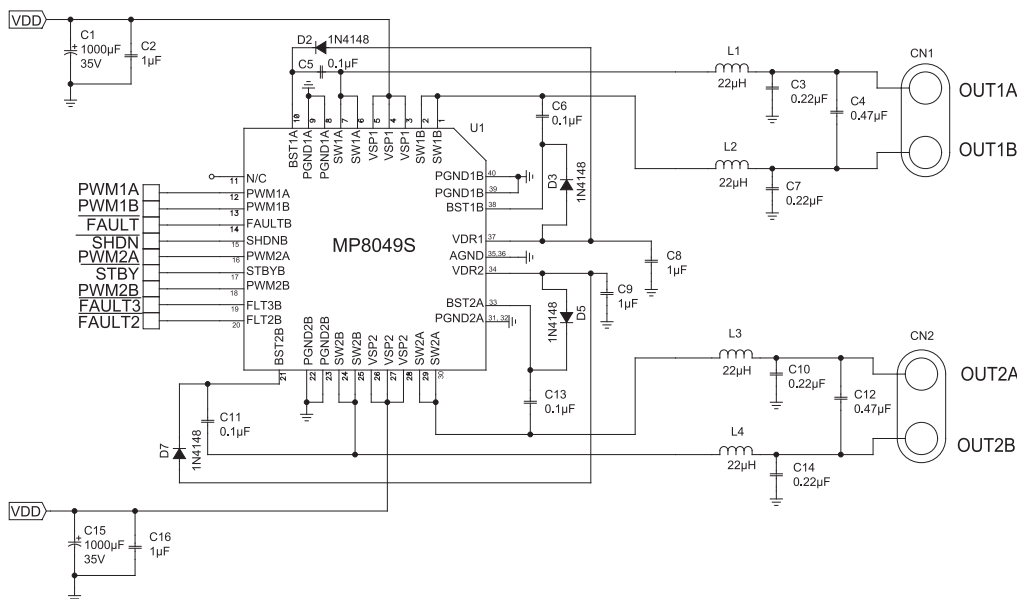 VDD
C1
1000µF
35V
C2
1µF
D2
1N4148
C5
0.1µF
L1
22µH
C3
0.22µF
C4
0.47µF
CN1
OUT1A
OUT1B
L2
22µH
C7
0.22µF
C6
0.1µF
D3
1N4148
U1
10 9 8 7 6 5 4 3 2 1
BST1A PGND1A PGND1A SW1A SW1A VSP1 VSP1 VSP1 SW1B SW1B
MP8049S
PWM1A
PWM1B
FAULT
SHDN
PWM2A
STBY
PWM2B
FAULT3
FAULT2
11 N/C
12 PWM1A
13 PWM1B
14 FAULTB
15 SHDNB
16 PWM2A
17 STBYB
18 PWM2B
19 FLT3B
20 FLT2B
PGND1B 40
PGND1B 39
BST1B 38
VDR1 37
AGND 35,36
VDR2 34
BST2A 33
PGND2A 31, 32
C8
1µF
C9
1µF
1N4148
D5
BST2B PGND2B PGND2B SW2B SW2B VSP2 VSP2 VSP2 SW2A SW2A
21 22 23 24 25 26 27 28 29 30
C13
0.1µF
C11
0.1µF
D7
1N4148
L3
22µH
C10
0.22µF
C12
0.47µF
CN2
OUT2A
OUT2B
L4
22µH
C14
0.22µF
VDD
C15
1000µF
35V
C16
1µF